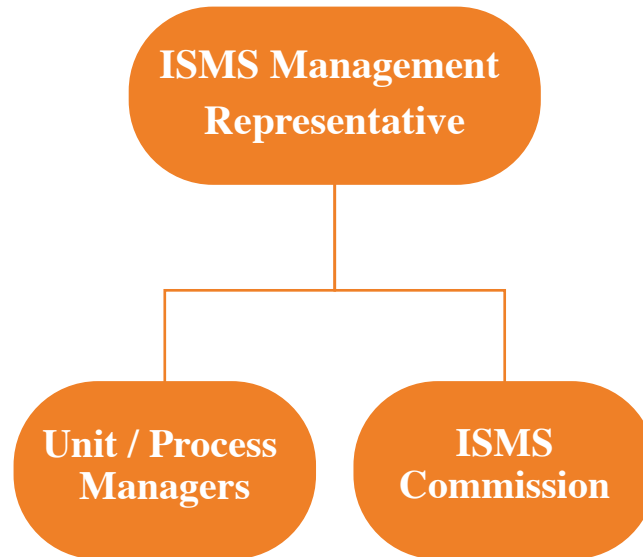 ISMS Management
Representative
Unit / Process
Managers
ISMS
Commission